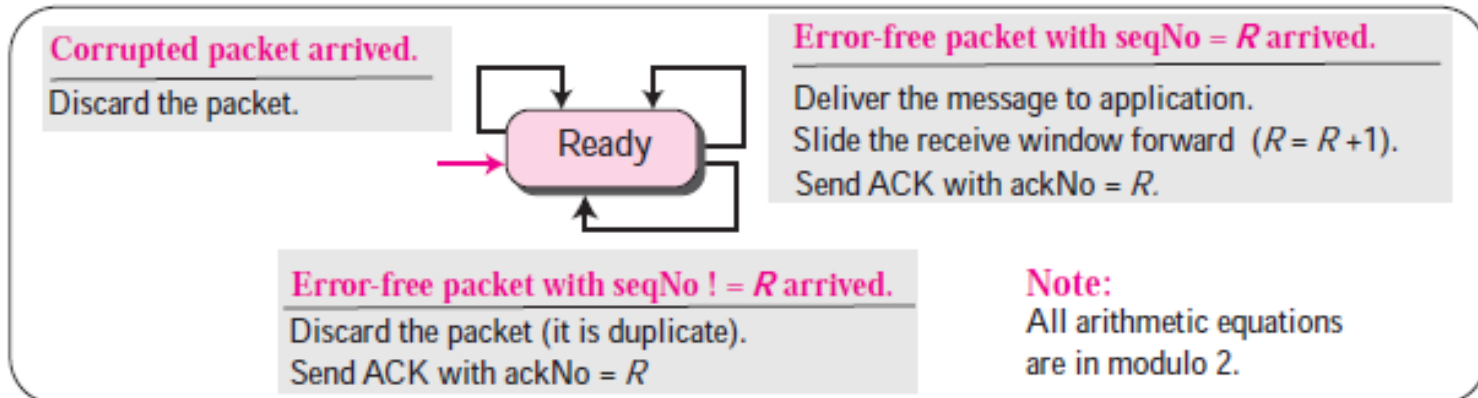 Corrupted packet arrived.
Discard the packet.
Ready
Error-free packet with seqNo = R arrived.
Deliver the message to application.
Slide the receive window forward (R = R +1).
Send ACK with ackNo = R.
Error-free packet with seqNo ! = R arrived.
Discard the packet (it is duplicate).
Send ACK with ackNo = R
Note:
All arithmetic equations
are in modulo 2.